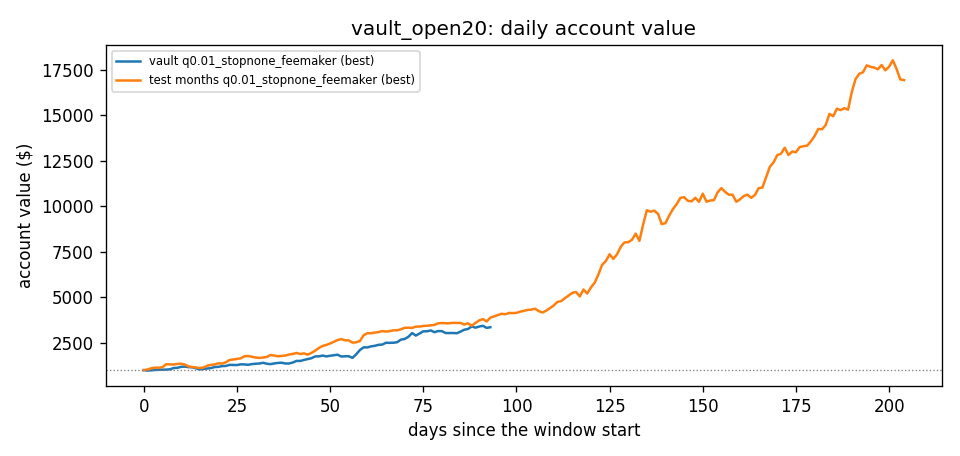 vault_open20: daily account value
vault q0.01_stopnone_feemaker (best)
test months q0.01_stopnone_feemaker (best)
account value ($)
17500
15000
12500
10000
7500
5000
2500
0 25 50 75 100 125 150 175 200
days since the window start